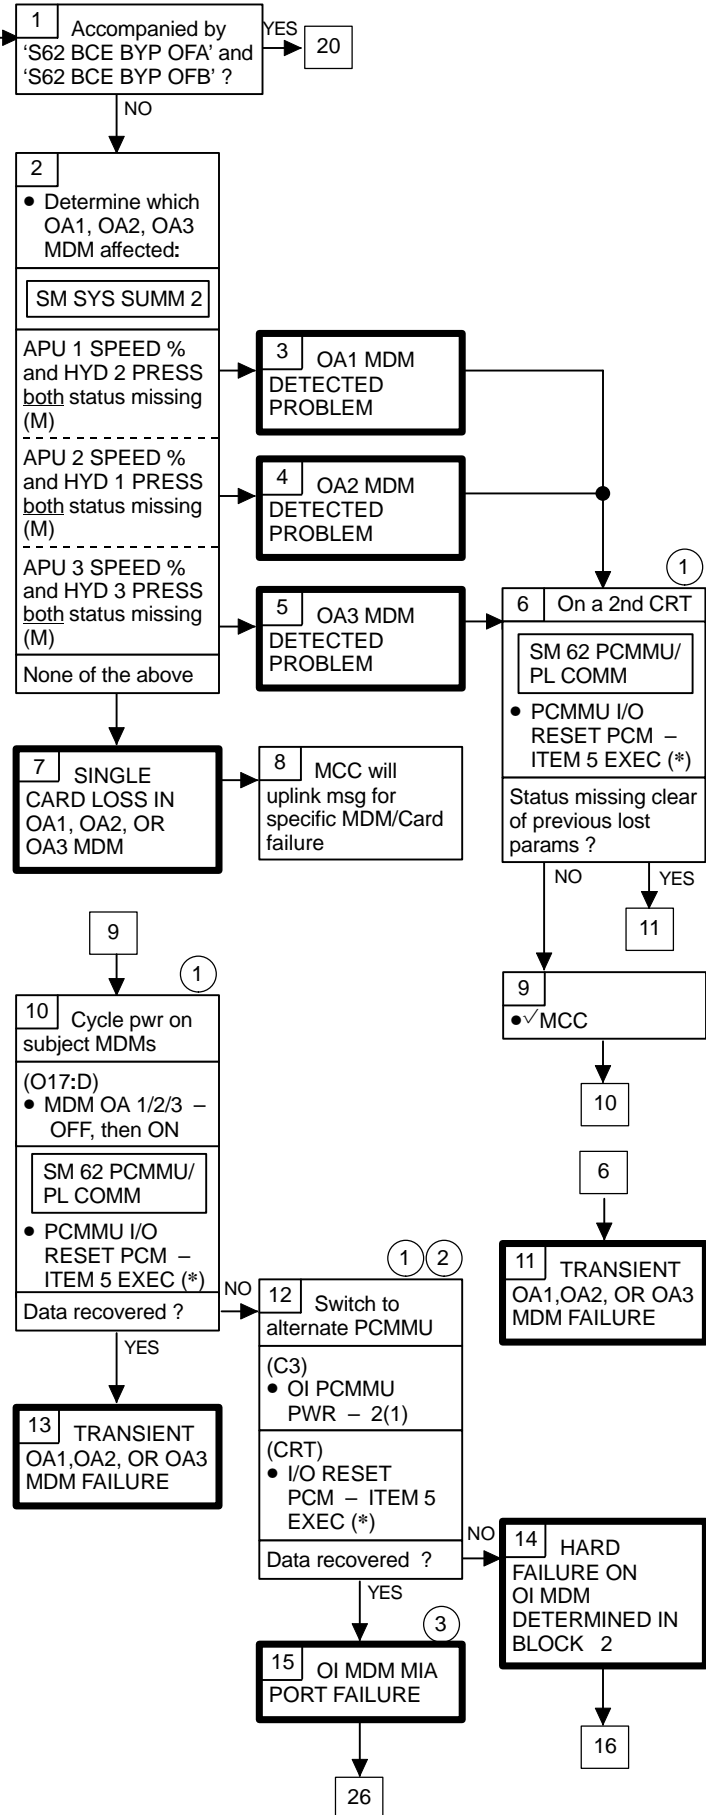 1 Accompanied by
‘S62 BCE BYP OFA’ and
‘S62 BCE BYP OFB’ ?
YES
20
NO
2
• Determine which
OA1, OA2, OA3
MDM affected:
SM SYS SUMM 2
APU 1 SPEED %
and HYD 2 PRESS
both status missing
(M)
APU 2 SPEED %
and HYD 1 PRESS
both status missing
(M)
APU 3 SPEED %
and HYD 3 PRESS
both status missing
(M)
None of the above
3 OA1 MDM
DETECTED
PROBLEM
4 OA2 MDM
DETECTED
PROBLEM
5 OA3 MDM
DETECTED
PROBLEM
1
6 On a 2nd CRT
SM 62 PCMMU/
PL COMM
• PCMMU I/O
RESET PCM –
ITEM 5 EXEC (*)
Status missing clear
of previous lost
params ?
NO
YES
11
7 SINGLE
CARD LOSS IN
OA1, OA2, OR
OA3 MDM
8 MCC will
uplink msg for
specific MDM/Card
failure
9
•√MCC
10
9
1
10 Cycle pwr on
subject MDMs
(O17:D)
• MDM OA 1/2/3 –
OFF, then ON
SM 62 PCMMU/
PL COMM
• PCMMU I/O
RESET PCM –
ITEM 5 EXEC (*)
Data recovered ?
NO
YES
6
11 TRANSIENT
OA1,OA2, OR OA3
MDM FAILURE
1 2
12 Switch to
alternate PCMMU
(C3)
• OI PCMMU
PWR – 2(1)
(CRT)
• I/O RESET
PCM – ITEM 5
EXEC (*)
Data recovered ?
NO
YES
13 TRANSIENT
OA1,OA2, OR OA3
MDM FAILURE
14 HARD
FAILURE ON
OI MDM
DETERMINED IN
BLOCK 2
16
3
15 OI MDM MIA
PORT FAILURE
26